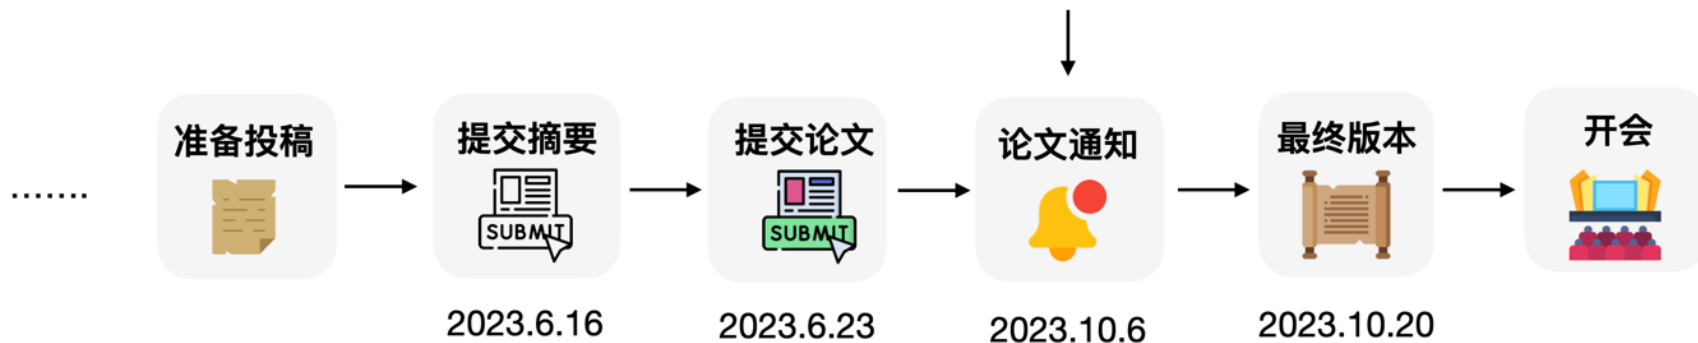 .......
准备投稿
提交摘要
SUBMIT
2023.6.16
提交论文
SUBMIT
2023.6.23
论文通知
2023.10.6
最终版本
2023.10.20
开会